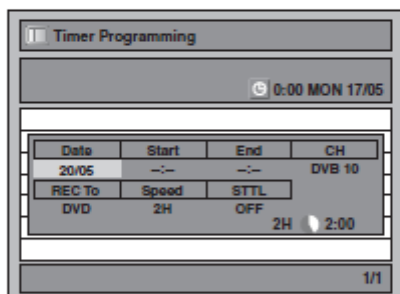 Timer Programming
0:00 MON 17/05
Date Start End CH
20/05 --:-- --:-- DVB 10
REC To Speed STTL
DVD 2H OFF
2H 2:00
1/1